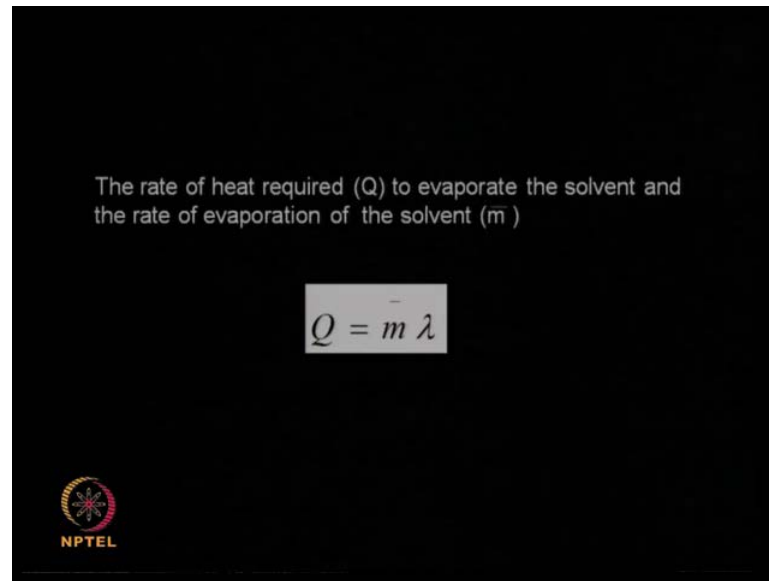 The rate of heat required (Q) to evaporate the solvent and
the rate of evaporation of the solvent (m̅ )
Q = m̅ λ
NPTEL